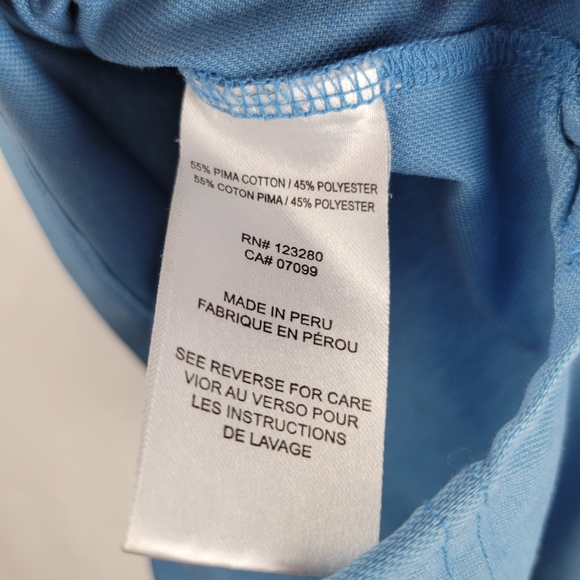 55% PIMA COTTON / 45% POLYESTER
55% COTON PIMA / 45% POLYESTER
RN# 123280
CA# 07099
MADE IN PERU
FABRIQUE EN PÉROU
SEE REVERSE FOR CARE
VIOR AU VERSO POUR
LES INSTRUCTIONS
DE LAVAGE